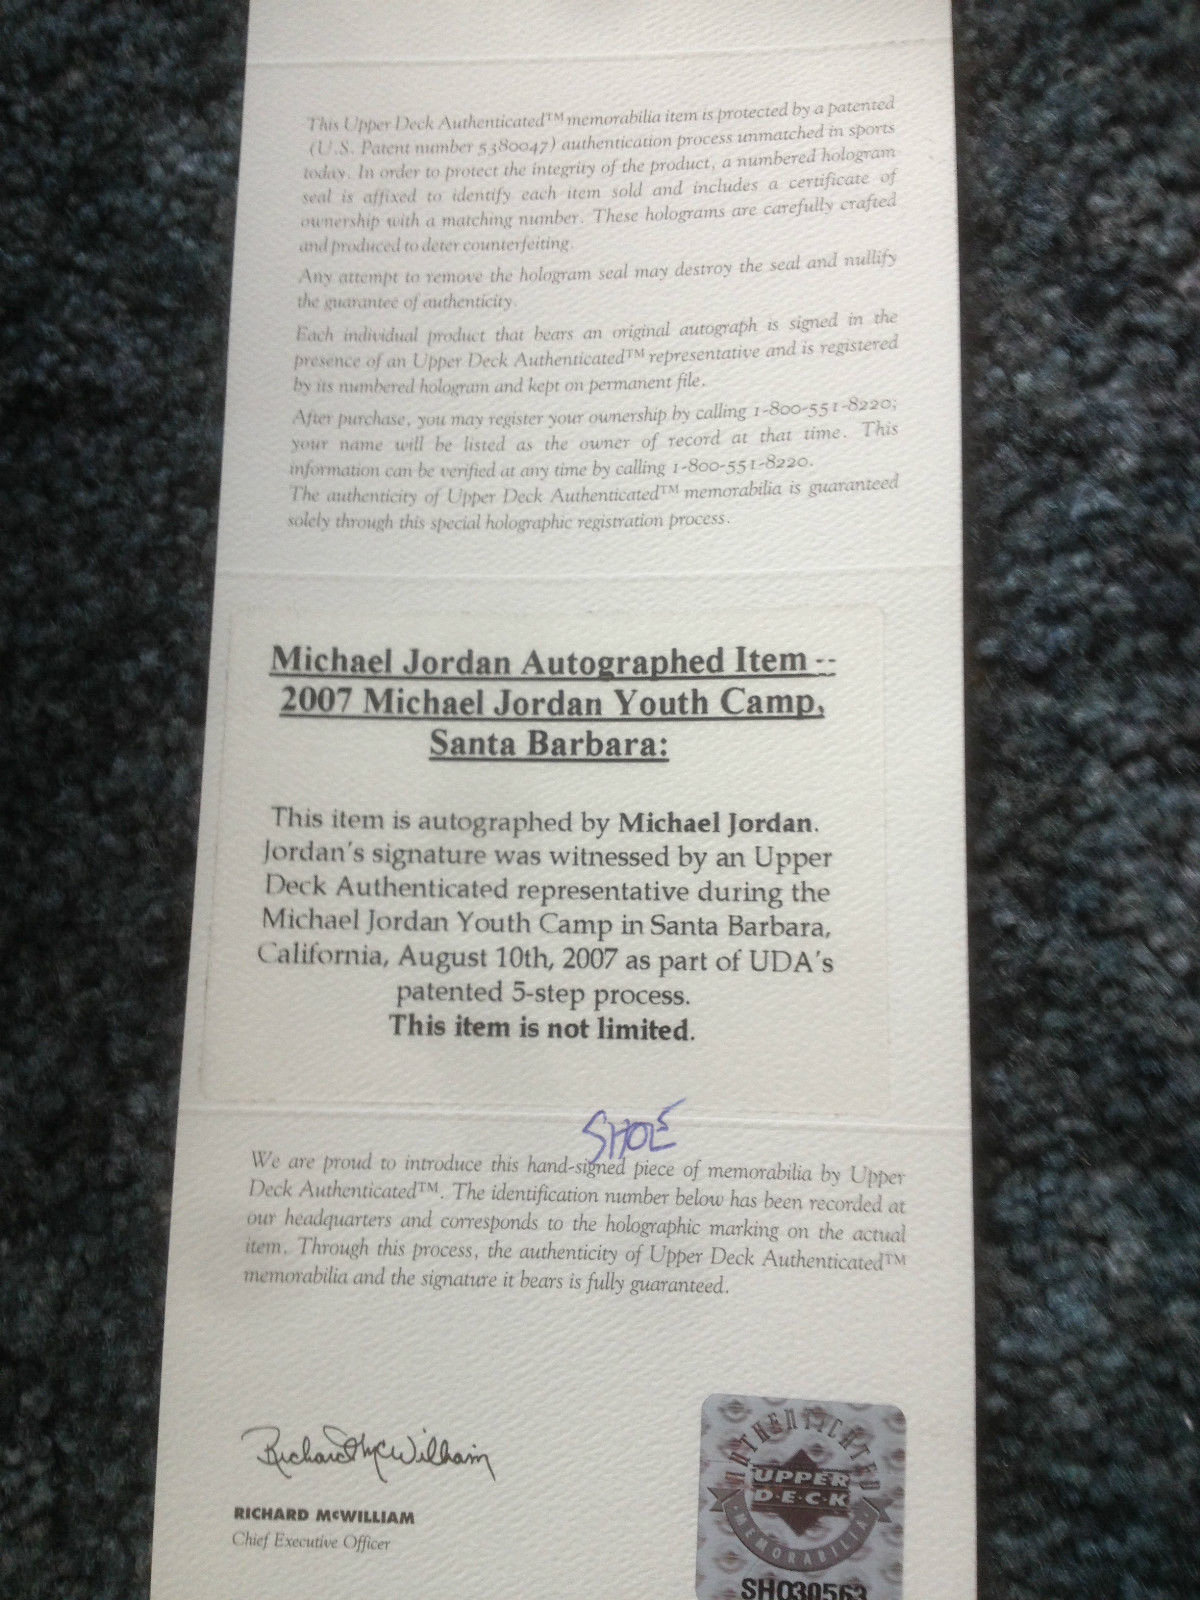 This Upper Deck Authenticated™ memorabilia item is protected by a patented
(U.S. Patent number 5380047) authentication process unmatched in sports
today. In order to protect the integrity of the product, a numbered hologram
seal is affixed to identify each item sold and includes a certificate of
ownership with a matching number. These holograms are carefully crafted
and produced to deter counterfeiting.
Any attempt to remove the hologram seal may destroy the seal and nullify
the guarantee of authenticity.
Each individual product that bears an original autograph is signed in the
presence of an Upper Deck Authenticated™ representative and is registered
by its numbered hologram and kept on permanent file.
After purchase, you may register your ownership by calling 1-800-551-8220;
your name will be listed as the owner of record at that time. This
information can be verified at any time by calling 1-800-551-8220.
The authenticity of Upper Deck Authenticated™ memorabilia is guaranteed
solely through this special holographic registration process.
Michael Jordan Autographed Item --
2007 Michael Jordan Youth Camp,
Santa Barbara:
This item is autographed by Michael Jordan.
Jordan's signature was witnessed by an Upper
Deck Authenticated representative during the
Michael Jordan Youth Camp in Santa Barbara,
California, August 10th, 2007 as part of UDA's
patented 5-step process.
This item is not limited.
SHOE
We are proud to introduce this hand-signed piece of memorabilia by Upper
Deck Authenticated™. The identification number below has been recorded at
our headquarters and corresponds to the holographic marking on the actual
item. Through this process, the authenticity of Upper Deck Authenticated™
memorabilia and the signature it bears is fully guaranteed.
Richard McWilliam
RICHARD McWILLIAM
Chief Executive Officer
AUTHENTICATED
UPPER
D·E·C·K
MEMORABILIA
SHO30563